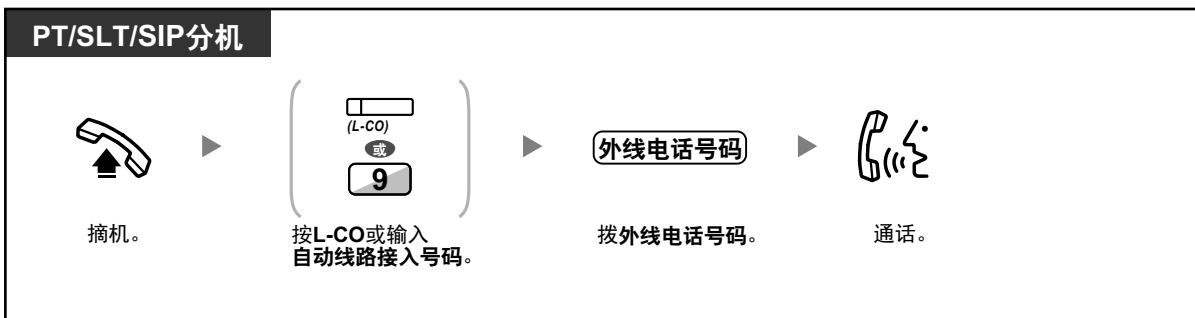 PT/SLT/SIP分机
(L-CO)
或
9
外线电话号码
摘机。
按L-CO或输入
自动线路接入号码。
拨外线电话号码。
通话。